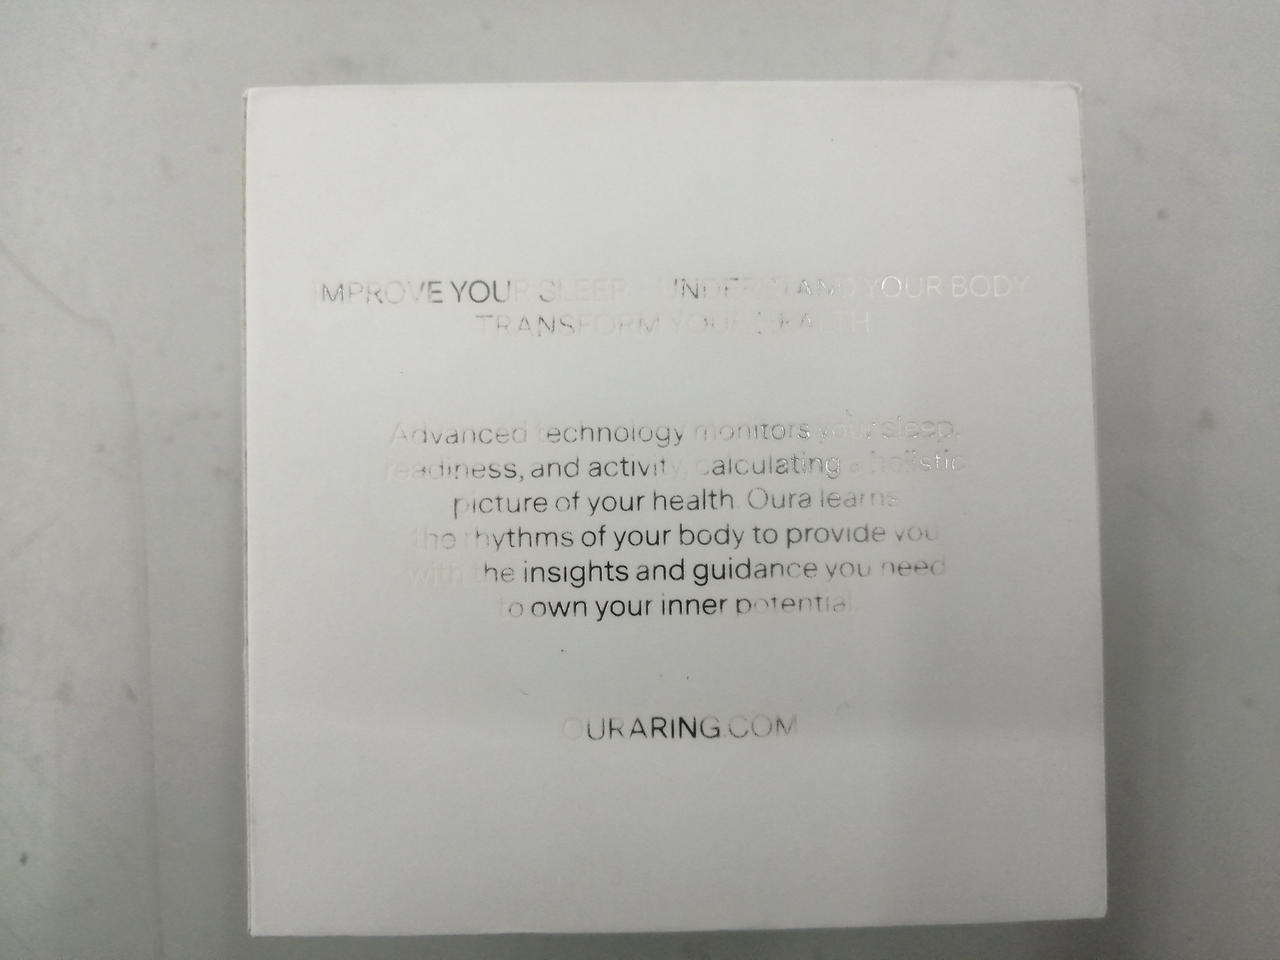 IMPROVE YOUR SLEEP UNDERSTAND YOUR BODY
TRANSFORM YOUR HEALTH
Advanced technology monitors your sleep,
readiness, and activity, calculating a holistic
picture of your health. Oura learns
the rhythms of your body to provide you
with the insights and guidance you need
to own your inner potential.
OURARING.COM